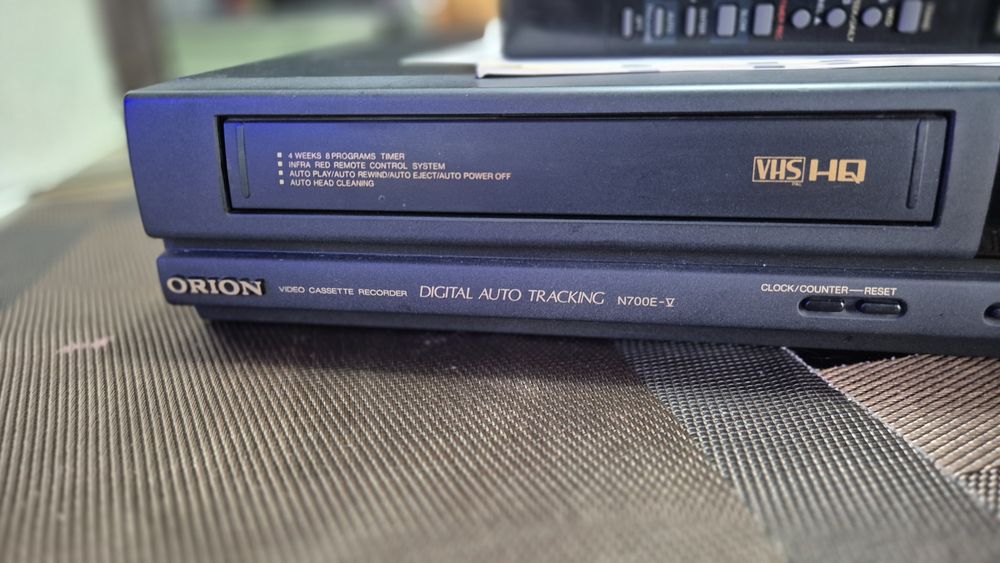 4 WEEKS 8 PROGRAMS TIMER
INFRA RED REMOTE CONTROL SYSTEM
AUTO PLAY/AUTO REWIND/AUTO EJECT/AUTO POWER OFF
AUTO HEAD CLEANING
VHS HQ
PAL
ORION VIDEO CASSETTE RECORDER DIGITAL AUTO TRACKING N700E-V
CLOCK/COUNTER—RESET